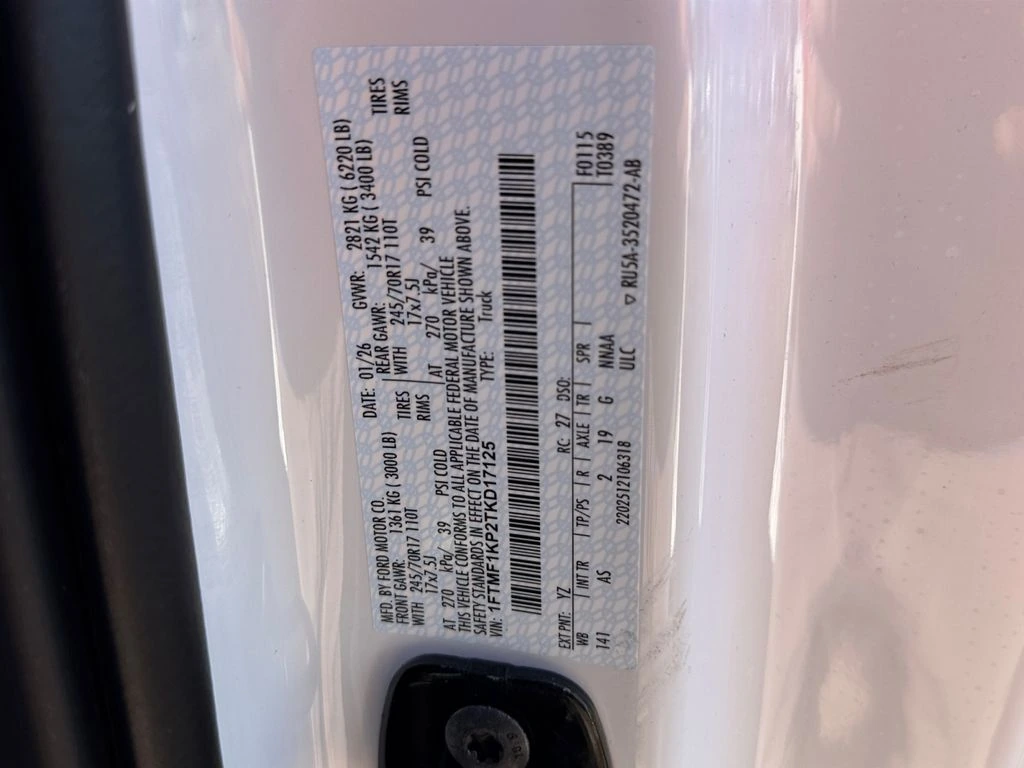 MFD. BY FORD MOTOR CO.
DATE: 01/26 GVWR: 2821 KG ( 6220 LB)
FRONT GAWR: 1361 KG ( 3000 LB) REAR GAWR: 1542 KG ( 3400 LB)
WITH 245/70R17 110T TIRES WITH 245/70R17 110T TIRES
17x7.5J RIMS 17x7.5J RIMS
AT 270 kPa/ 39 PSI COLD AT 270 kPa/ 39 PSI COLD
THIS VEHICLE CONFORMS TO ALL APPLICABLE FEDERAL MOTOR VEHICLE
SAFETY STANDARDS IN EFFECT ON THE DATE OF MANUFACTURE SHOWN ABOVE.
VIN: 1FTMF1KP2TKD17125 TYPE: Truck
EXT PNT: YZ RC: 27 DSO: F0115
WB INT TR TP/PS R AXLE TR SPR T0389
141 AS 2 19 G NNAA
2202512106318 ULC ▽ RU5A-3520472-AB